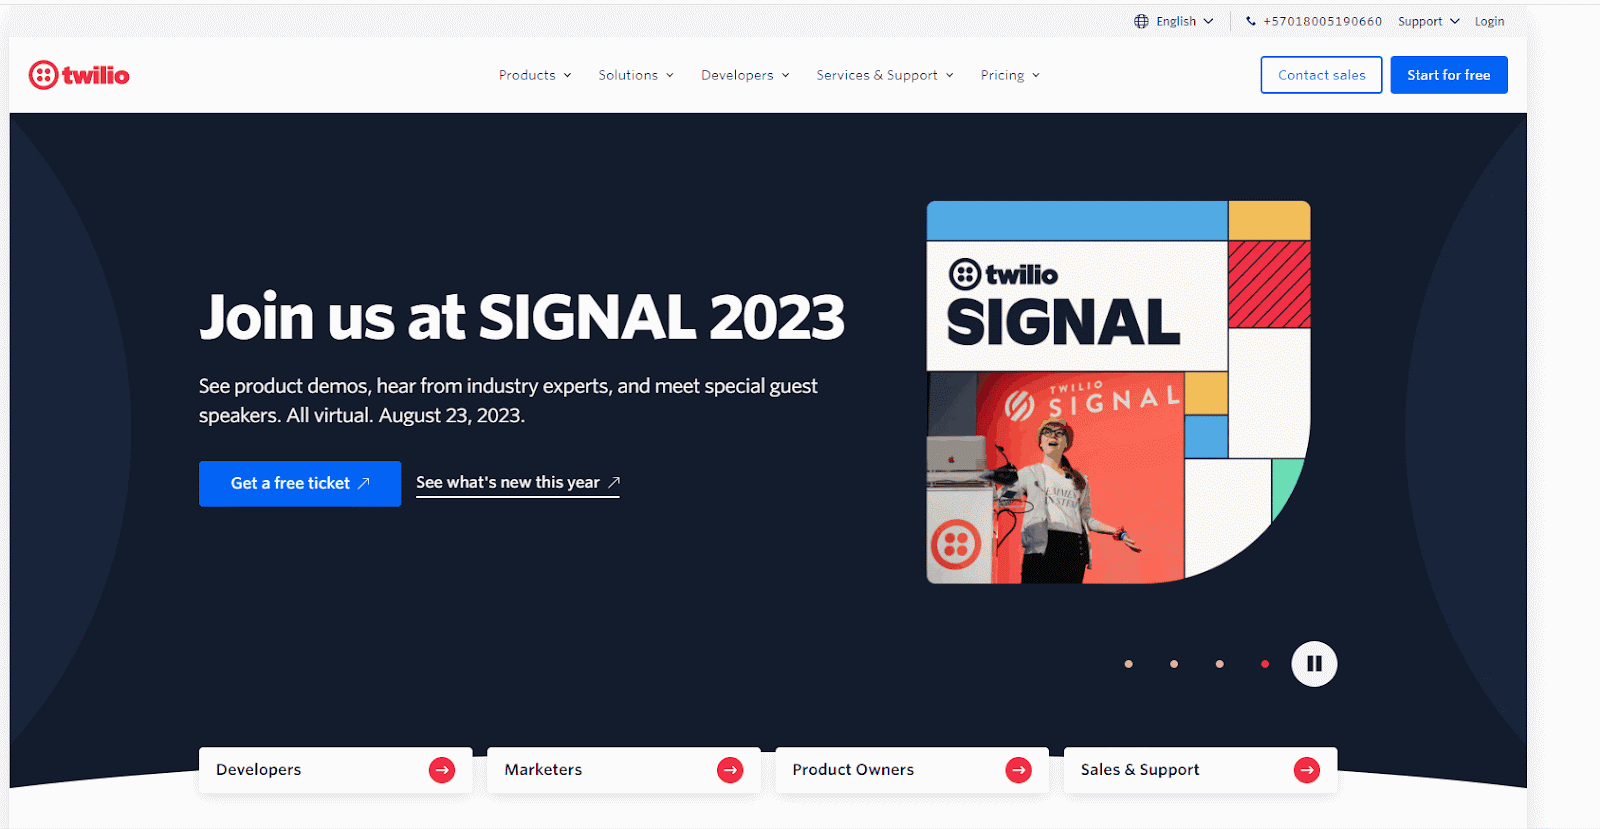 English
+57018005190660
Support
Login
twilio
Products
Solutions
Developers
Services & Support
Pricing
Contact sales
Start for free
Join us at SIGNAL 2023
See product demos, hear from industry experts, and meet special guest
speakers. All virtual. August 23, 2023.
Get a free ticket
See what's new this year
twilio
SIGNAL
TWILIO
SIGNAL
Developers
Marketers
Product Owners
Sales & Support